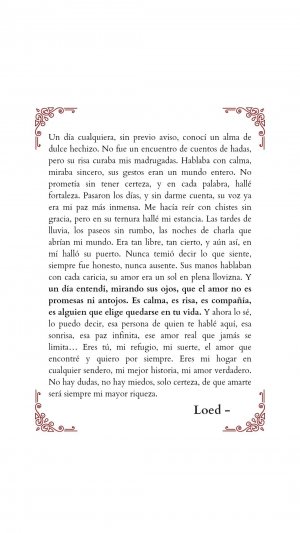 Un día cualquiera, sin previo aviso, conocí un alma de
dulce hechizo. No fue un encuentro de cuentos de hadas,
pero su risa curaba mis madrugadas. Hablaba con calma,
miraba sincero, sus gestos eran un mundo entero. No
prometía sin tener certeza, y en cada palabra, hallé
fortaleza. Pasaron los días, y sin darme cuenta, su voz ya
era mi paz más inmensa. Me hacía reír con chistes sin
gracia, pero en su ternura hallé mi estancia. Las tardes de
lluvia, los paseos sin rumbo, las noches de charla que
abrían mi mundo. Era tan libre, tan cierto, y aún así, en
mí halló su puerto. Nunca temió decir lo que siente,
siempre fue honesto, nunca ausente. Sus manos hablaban
con cada caricia, su amor era un sol en plena llovizna. Y
un día entendí, mirando sus ojos, que el amor no es
promesas ni antojos. Es calma, es risa, es compañía,
es alguien que elige quedarse en tu vida. Y ahora lo sé,
lo puedo decir, esa persona de quien te hablé aquí, esa
sonrisa, esa paz infinita, ese amor real que jamás se
limita... Eres tú, mi refugio, mi suerte, el amor que
encontré y quiero por siempre. Eres mi hogar en
cualquier sendero, mi mejor historia, mi amor verdadero.
No hay dudas, no hay miedos, solo certeza, de que amarte
será siempre mi mayor riqueza.
Loed -